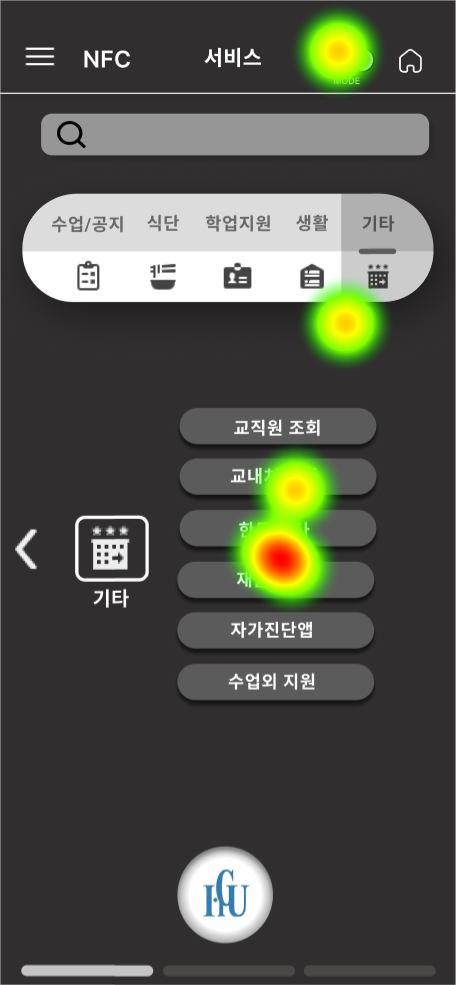 NFC
서비스
MODE
수업/공지
식단
학업지원
생활
기타
교직원 조회
자가진단앱
기타
수업외 지원
HGU